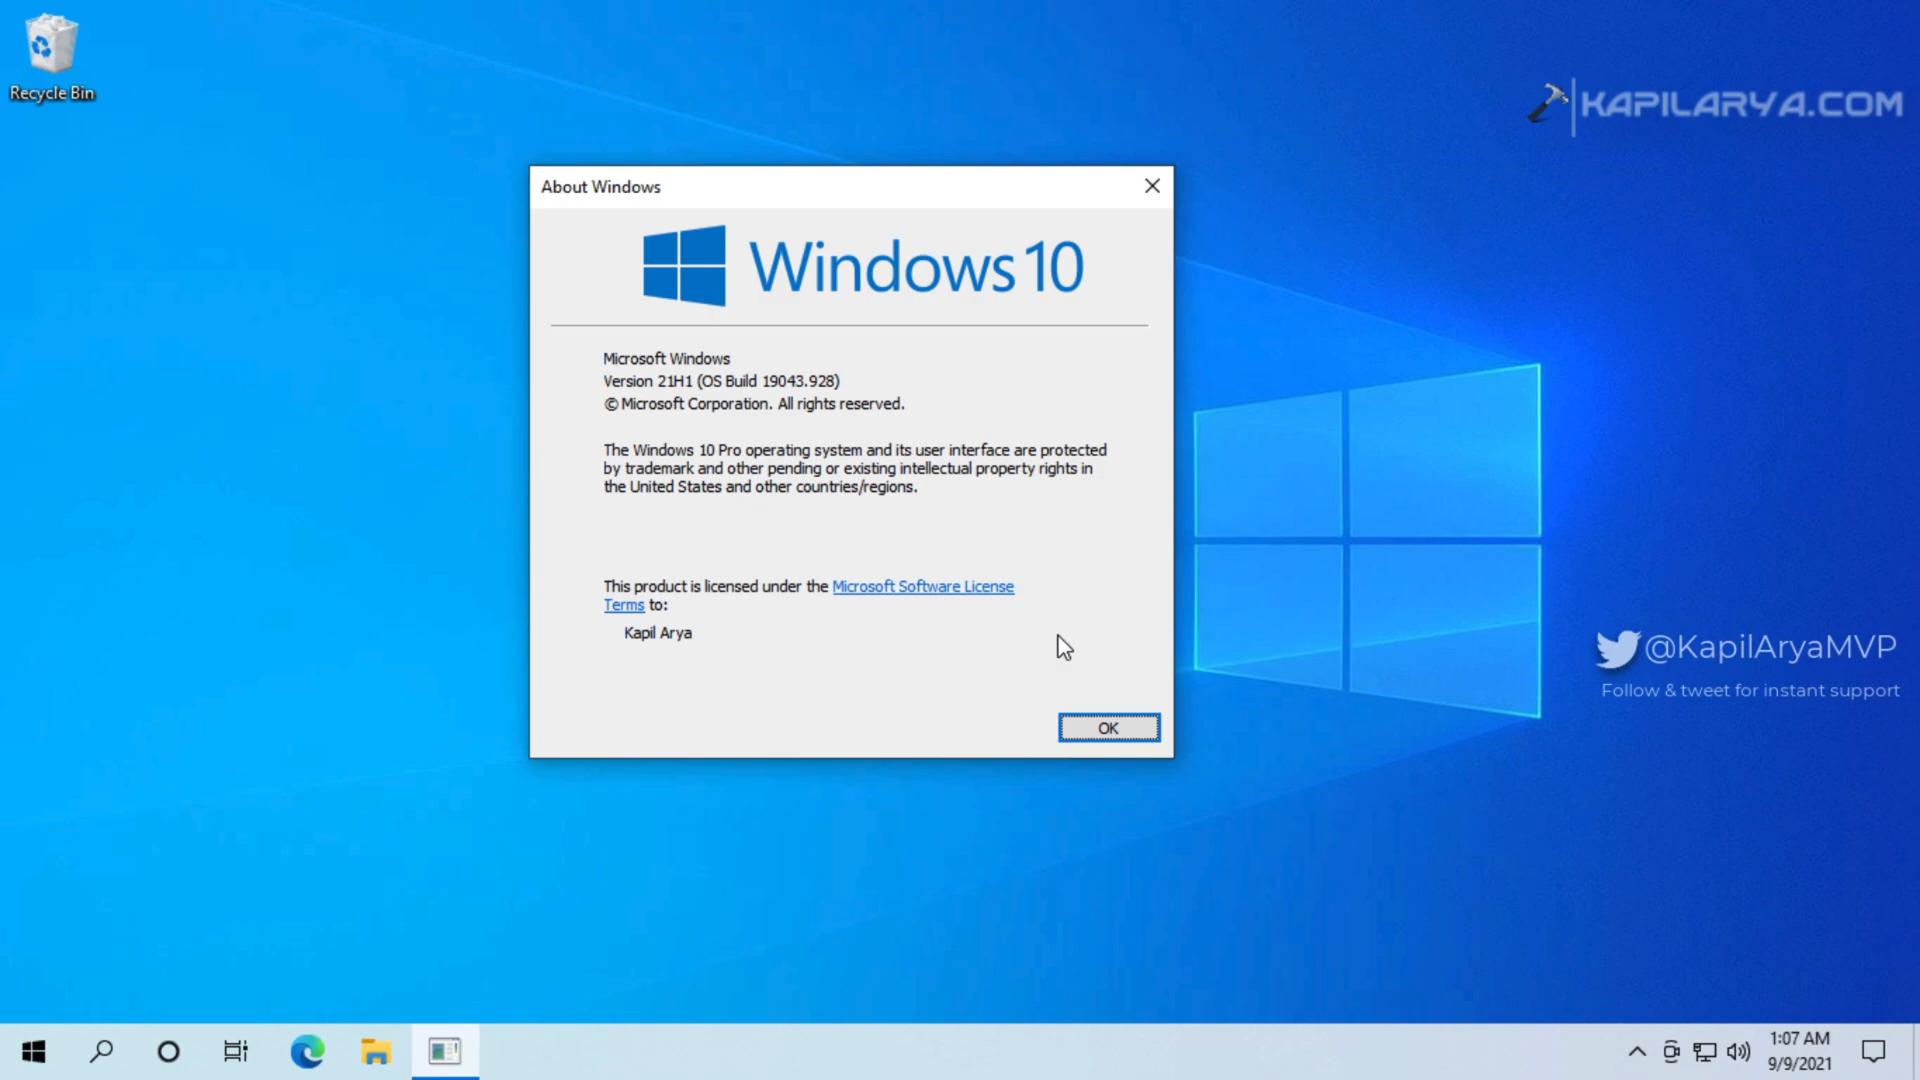 Recycle Bin
KAPILARYA.COM
About Windows
Windows 10
Microsoft Windows
Version 21H1 (OS Build 19043.928)
© Microsoft Corporation. All rights reserved.
The Windows 10 Pro operating system and its user interface are protected
by trademark and other pending or existing intellectual property rights in
the United States and other countries/regions.
This product is licensed under the Microsoft Software License
Terms to:
Kapil Arya
OK
@KapilAryaMVP
Follow & tweet for instant support
1:07 AM
9/9/2021